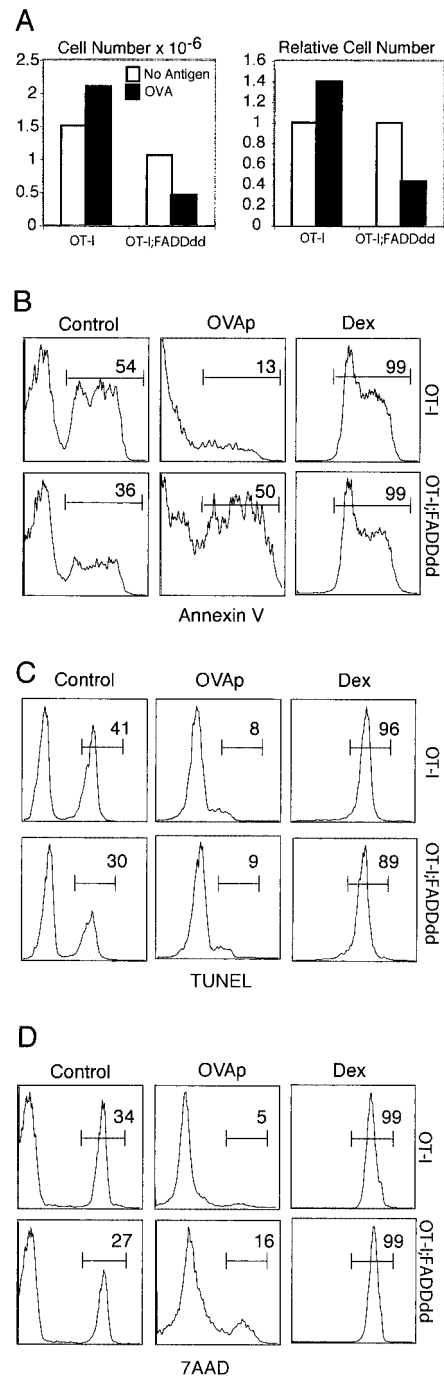 A
Cell Number x 10-6
Relative Cell Number
2.5
2
1.5
1
0.5
0
No Antigen
OVA
OT-I
OT-I;FADDdd
1.6
1.4
1.2
1
0.8
0.6
0.4
0.2
0
OT-I
OT-I;FADDdd
B
Control
OVAp
Dex
54
13
99
OT-I
36
50
99
OT-I;FADDdd
Annexin V
C
Control
OVAp
Dex
41
8
96
OT-I
30
9
89
OT-I;FADDdd
TUNEL
D
Control
OVAp
Dex
34
5
99
OT-I
27
16
99
OT-I;FADDdd
7AAD